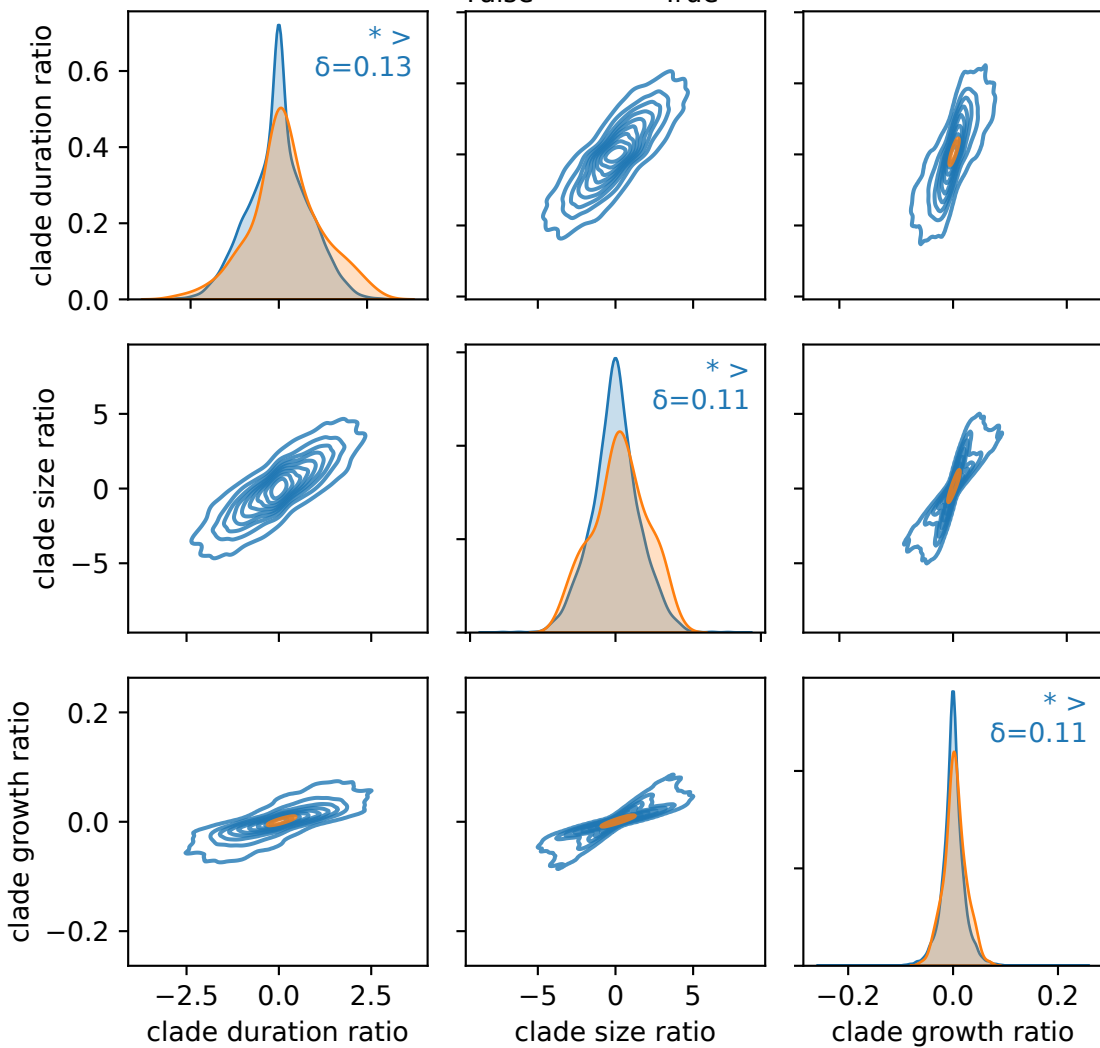 clade duration ratio
0.6
0.4
0.2
0.0
* >
δ=0.13
clade size ratio
5
0
−5
* >
δ=0.11
clade growth ratio
0.2
0.0
−0.2
* >
δ=0.11
−2.5 0.0 2.5
−5 0 5
−0.2 0.0 0.2
clade duration ratio
clade size ratio
clade growth ratio